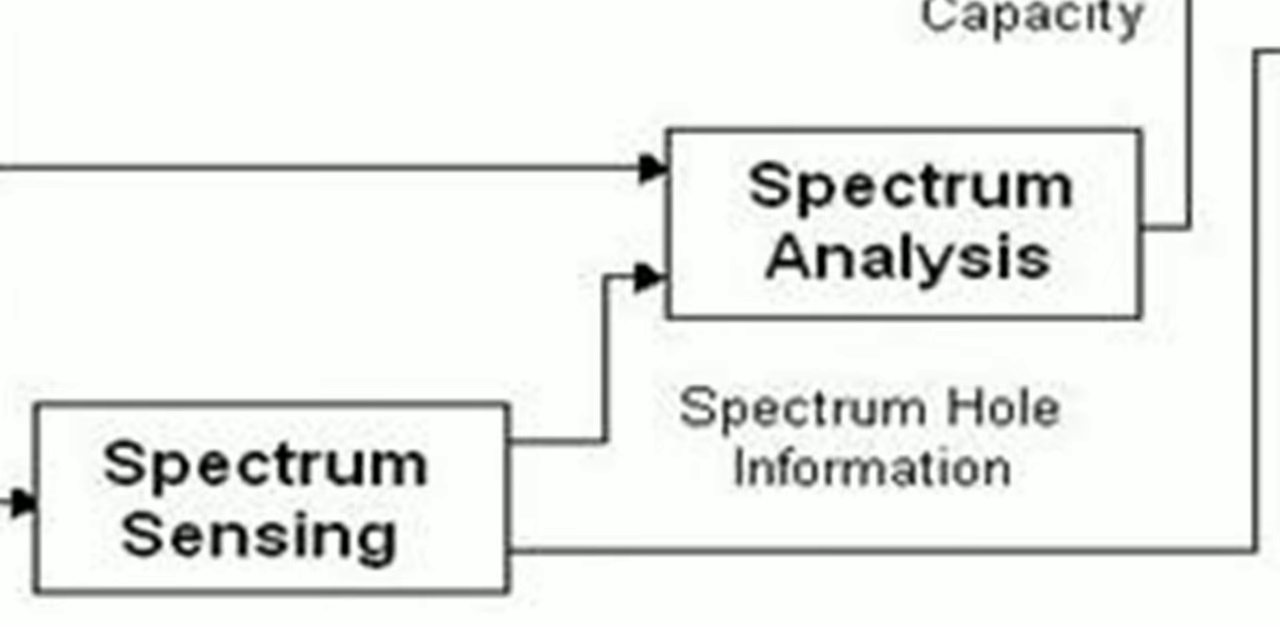 Capacity
Spectrum
Analysis
Spectrum Hole
Information
Spectrum
Sensing